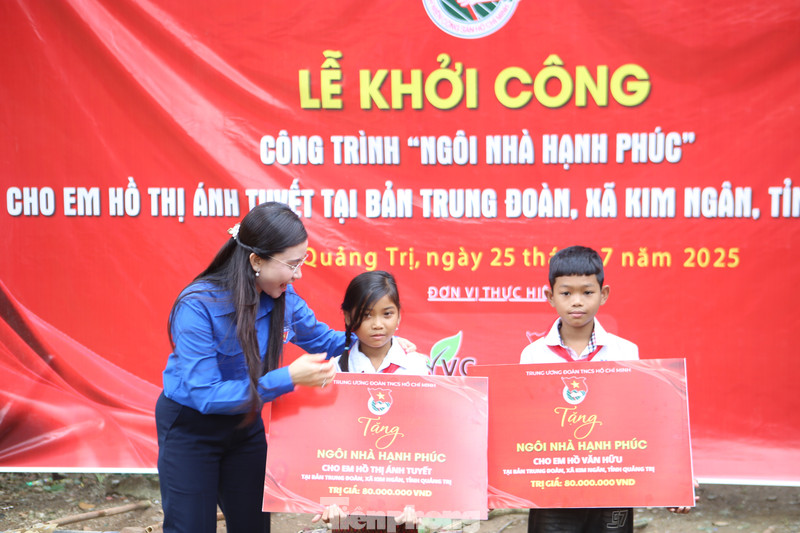 LỄ KHỞI CÔNG
CÔNG TRÌNH “NGÔI NHÀ HẠNH PHÚC”
CHO EM HỒ THỊ ÁNH TUYẾT TẠI BẢN TRUNG ĐOÀN, XÃ KIM NGÂN,
Quảng Trị, ngày 25 7 năm 2025
ĐƠN VỊ THỰC
VVC
TRUNG ƯƠNG ĐOÀN TNCS HỒ CHÍ MINH
Tặng
NGÔI NHÀ HẠNH PHÚC
CHO EM HỒ THỊ ÁNH TUYẾT
TẠI BẢN TRUNG ĐOÀN, XÃ KIM NGÂN, TỈNH QUẢNG TRỊ
TRỊ GIÁ: 80.000.000 VND
TRUNG ƯƠNG ĐOÀN TNCS HỒ CHÍ MINH
Tặng
NGÔI NHÀ HẠNH PHÚC
CHO EM HỒ VĂN HỮU
TẠI BẢN TRUNG ĐOÀN, XÃ KIM NGÂN, TỈNH QUẢNG TRỊ
TRỊ GIÁ: 80.000.000 VND
Tienphong
97